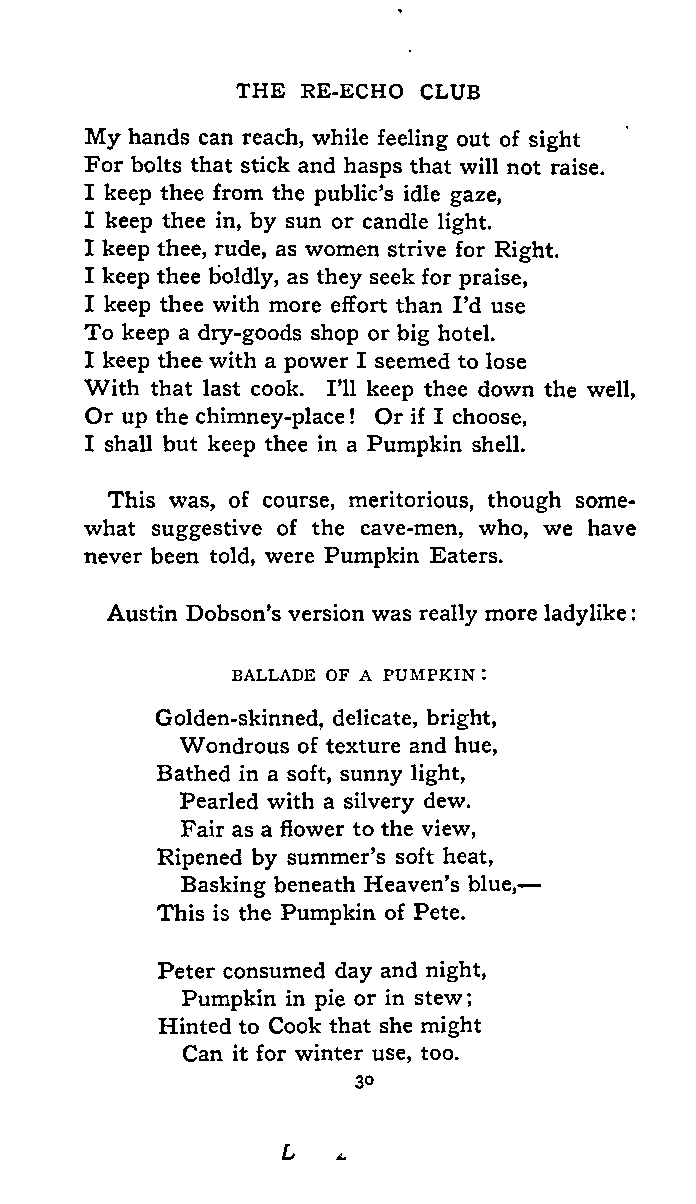 THE RE-ECHO CLUB
My hands can reach, while feeling out of sight
For bolts that stick and hasps that will not raise.
I keep thee from the public's idle gaze,
I keep thee in, by sun or candle light.
I keep thee, rude, as women strive for Right.
I keep thee boldly, as they seek for praise,
I keep thee with more effort than I'd use
To keep a dry-goods shop or big hotel.
I keep thee with a power I seemed to lose
With that last cook. I'll keep thee down the well,
Or up the chimney-place! Or if I choose,
I shall but keep thee in a Pumpkin shell.
This was, of course, meritorious, though some-
what suggestive of the cave-men, who, we have
never been told, were Pumpkin Eaters.
Austin Dobson's version was really more ladylike:
BALLADE OF A PUMPKIN:
Golden-skinned, delicate, bright,
Wondrous of texture and hue,
Bathed in a soft, sunny light,
Pearled with a silvery dew.
Fair as a flower to the view,
Ripened by summer's soft heat,
Basking beneath Heaven's blue,—
This is the Pumpkin of Pete.
Peter consumed day and night,
Pumpkin in pie or in stew;
Hinted to Cook that she might
Can it for winter use, too.
30